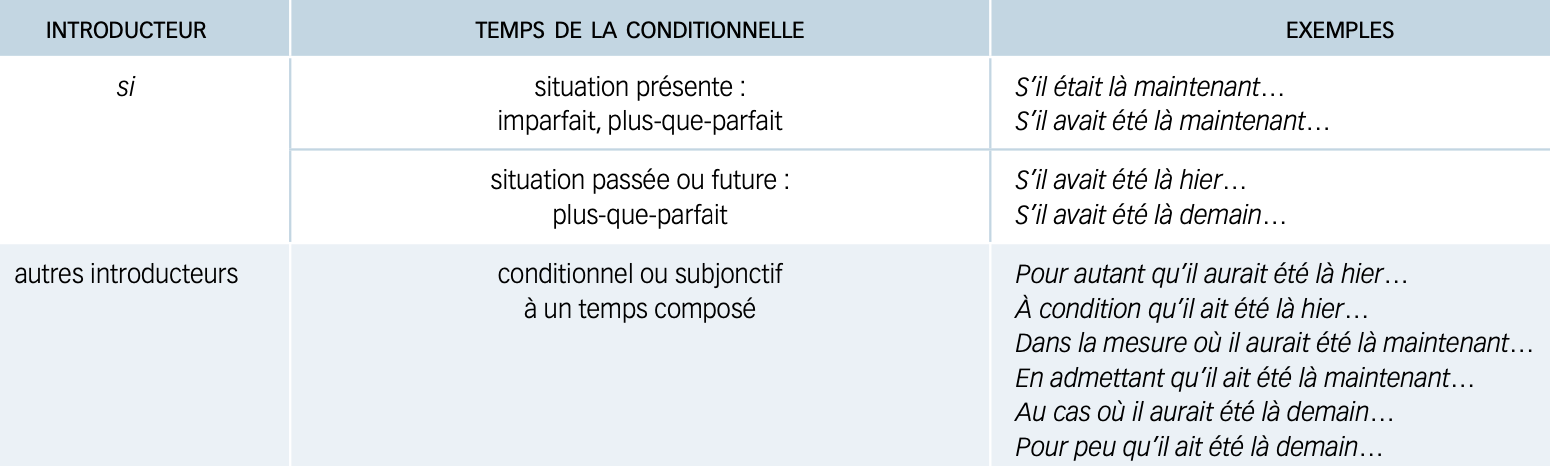 INTRODUCTEUR
TEMPS DE LA CONDITIONNELLE
EXEMPLES
si
situation présente :
imparfait, plus-que-parfait
S’il était là maintenant…
S’il avait été là maintenant…
situation passée ou future :
plus-que-parfait
S’il avait été là hier…
S’il avait été là demain…
autres introducteurs
conditionnel ou subjonctif
à un temps composé
Pour autant qu’il aurait été là hier…
À condition qu’il ait été là hier…
Dans la mesure où il aurait été là maintenant…
En admettant qu’il ait été là maintenant…
Au cas où il aurait été là demain…
Pour peu qu’il ait été là demain…